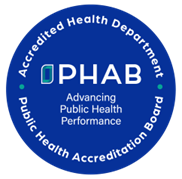 Accredited Health Department
PHAB
Advancing
Public Health
Performance
Public Health Accreditation Board